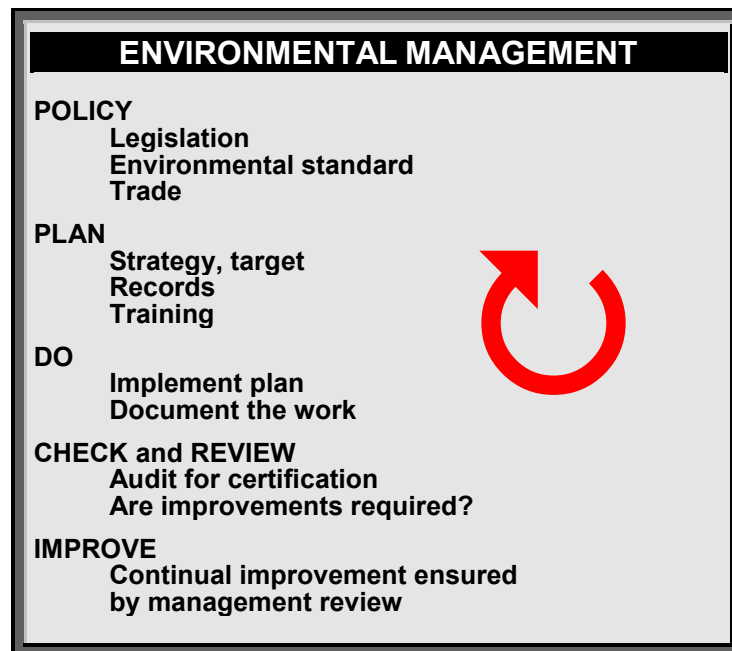 ENVIRONMENTAL MANAGEMENT
POLICY
Legislation
Environmental standard
Trade
PLAN
Strategy, target
Records
Training
DO
Implement plan
Document the work
CHECK and REVIEW
Audit for certification
Are improvements required?
IMPROVE
Continual improvement ensured
by management review